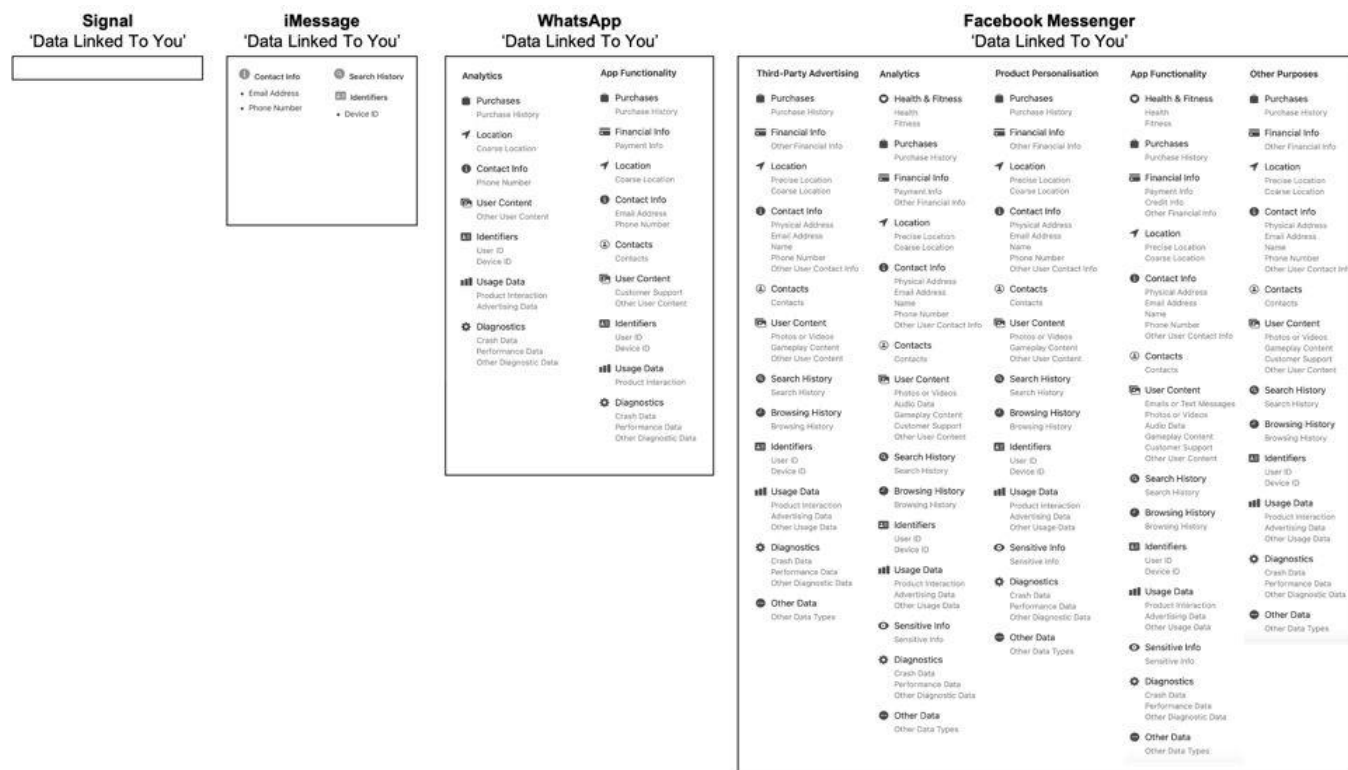 Signal
'Data Linked To You'
iMessage
'Data Linked To You'
Contact Info
• Email Address
• Phone Number
Search History
Identifiers
• Device ID
WhatsApp
'Data Linked To You'
Analytics
Purchases
Purchase History
Location
Coarse Location
Contact Info
Phone Number
User Content
Other User Content
Identifiers
User ID
Device ID
Usage Data
Product Interaction
Advertising Data
Diagnostics
Crash Data
Performance Data
Other Diagnostic Data
App Functionality
Purchases
Purchase History
Financial Info
Payment Info
Location
Coarse Location
Contact Info
Email Address
Phone Number
Contacts
Contacts
User Content
Customer Support
Other User Content
Identifiers
User ID
Device ID
Usage Data
Product Interaction
Diagnostics
Crash Data
Performance Data
Other Diagnostic Data
Facebook Messenger
'Data Linked To You'
Third-Party Advertising
Purchases
Purchase History
Financial Info
Other Financial Info
Location
Precise Location
Coarse Location
Contact Info
Physical Address
Email Address
Name
Phone Number
Other User Contact Info
Contacts
Contacts
User Content
Photos or Videos
Gameplay Content
Other User Content
Search History
Search History
Browsing History
Browsing History
Identifiers
User ID
Device ID
Usage Data
Product Interaction
Advertising Data
Other Usage Data
Diagnostics
Crash Data
Performance Data
Other Diagnostic Data
Other Data
Other Data Types
Analytics
Health & Fitness
Health
Fitness
Purchases
Purchase History
Financial Info
Payment Info
Other Financial Info
Location
Precise Location
Coarse Location
Contact Info
Physical Address
Email Address
Name
Phone Number
Other User Contact Info
Contacts
Contacts
User Content
Photos or Videos
Audio Data
Gameplay Content
Customer Support
Other User Content
Search History
Search History
Browsing History
Browsing History
Identifiers
User ID
Device ID
Usage Data
Product Interaction
Advertising Data
Other Usage Data
Sensitive Info
Sensitive Info
Diagnostics
Crash Data
Performance Data
Other Diagnostic Data
Other Data
Other Data Types
Product Personalisation
Purchases
Purchase History
Financial Info
Other Financial Info
Location
Precise Location
Coarse Location
Contact Info
Physical Address
Email Address
Name
Phone Number
Other User Contact Info
Contacts
Contacts
User Content
Photos or Videos
Gameplay Content
Other User Content
Search History
Search History
Browsing History
Browsing History
Identifiers
User ID
Device ID
Usage Data
Product Interaction
Advertising Data
Other Usage Data
Sensitive Info
Sensitive Info
Diagnostics
Crash Data
Performance Data
Other Diagnostic Data
Other Data
Other Data Types
App Functionality
Health & Fitness
Health
Fitness
Purchases
Purchase History
Financial Info
Payment Info
Credit Info
Other Financial Info
Location
Precise Location
Coarse Location
Contact Info
Physical Address
Email Address
Name
Phone Number
Other User Contact Info
Contacts
Contacts
User Content
Emails or Text Messages
Photos or Videos
Audio Data
Gameplay Content
Customer Support
Other User Content
Search History
Search History
Browsing History
Browsing History
Identifiers
User ID
Device ID
Usage Data
Product Interaction
Advertising Data
Other Usage Data
Sensitive Info
Sensitive Info
Diagnostics
Crash Data
Performance Data
Other Diagnostic Data
Other Data
Other Data Types
Other Purposes
Purchases
Purchase History
Financial Info
Other Financial Info
Location
Precise Location
Coarse Location
Contact Info
Physical Address
Email Address
Name
Phone Number
Other User Contact Inf
Contacts
Contacts
User Content
Photos or Videos
Gameplay Content
Customer Support
Other User Content
Search History
Search History
Browsing History
Browsing History
Identifiers
User ID
Device ID
Usage Data
Product Interaction
Advertising Data
Other Usage Data
Diagnostics
Crash Data
Performance Data
Other Diagnostic Data
Other Data
Other Data Types